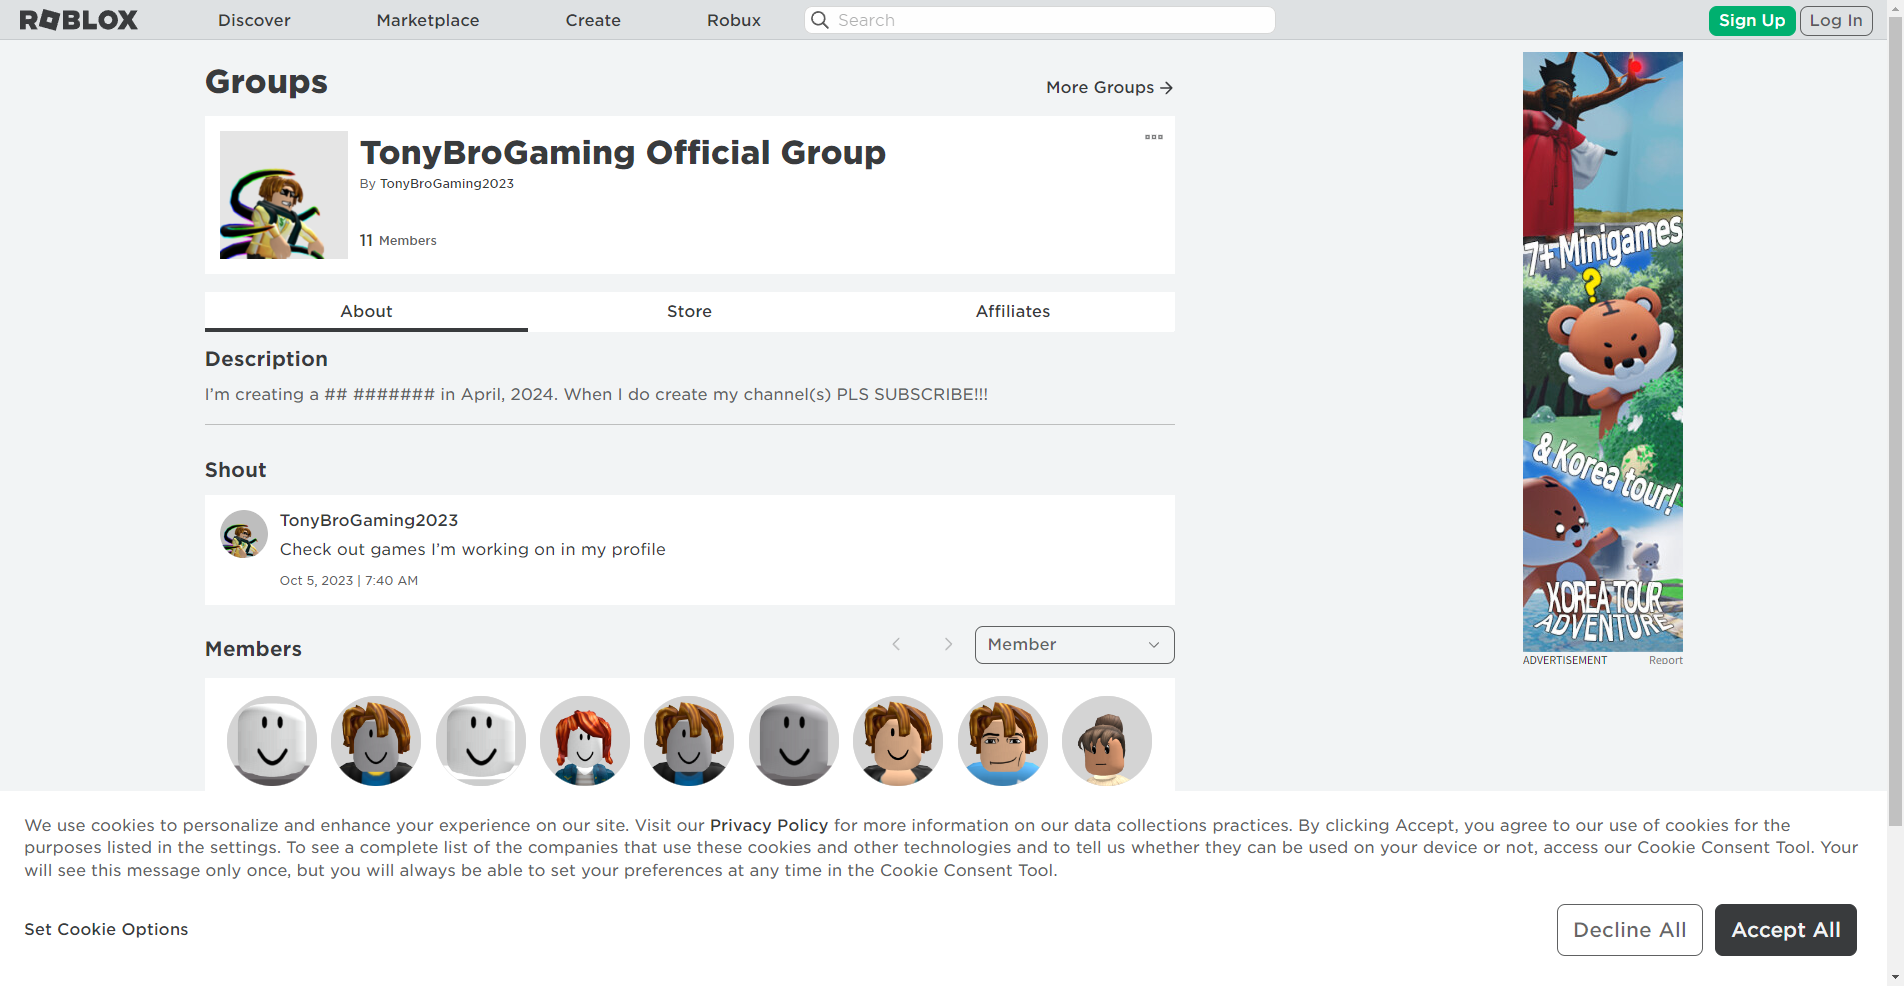 ROBLOX
Discover
Marketplace
Create
Robux
Search
Sign Up
Log In
Groups
More Groups
TonyBroGaming Official Group
By TonyBroGaming2023
11 Members
About
Store
Affiliates
Description
I'm creating a ## ####### in April, 2024. When I do create my channel(s) PLS SUBSCRIBE!!!
Shout
TonyBroGaming2023
Check out games I'm working on in my profile
Oct 5, 2023 | 7:40 AM
Members
Member
7+ Minigames
?
& Korea tour!
KOREA TOUR
ADVENTURE
ADVERTISEMENT
Report
We use cookies to personalize and enhance your experience on our site. Visit our Privacy Policy for more information on our data collections practices. By clicking Accept, you agree to our use of cookies for the
purposes listed in the settings. To see a complete list of the companies that use these cookies and other technologies and to tell us whether they can be used on your device or not, access our Cookie Consent Tool. Your
will see this message only once, but you will always be able to set your preferences at any time in the Cookie Consent Tool.
Set Cookie Options
Decline All
Accept All